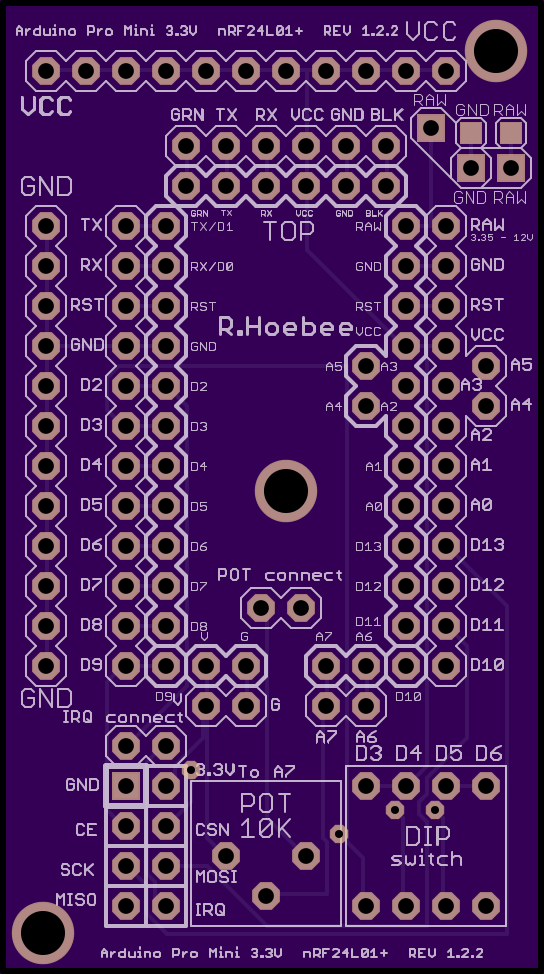 Arduino Pro Mini 3.3V nRF24L01+ REV 1.2.2 VCC
VCC
RAW
GND RAW
GRN TX RX VCC GND BLK
GND
GND RAW
GRN TX RX VCC GND BLK
TX TX/D1 TOP RAW RAW
3.35 - 12V
RX RX/D0 GND GND
RST RST RST RST
R.Hoebee VCC VCC
GND GND
A5 A3 A5
D2 D2 A3
A4 A2 A4
D3 D3 A2
D4 D4 A1 A1
D5 D5 A0 A0
D6 D6 D13 D13
POT connect
D7 D7 D12 D12
D8 D8 D11 D11
V G A7 A6
D9 D10
GND D9 V G D10
IRQ connect A7 A6
D3 D4 D5 D6
3.3V To A7
GND
POT
10K
CE CSN DIP
switch
SCK MOSI
MISO IRQ
Arduino Pro Mini 3.3V nRF24L01+ REV 1.2.2